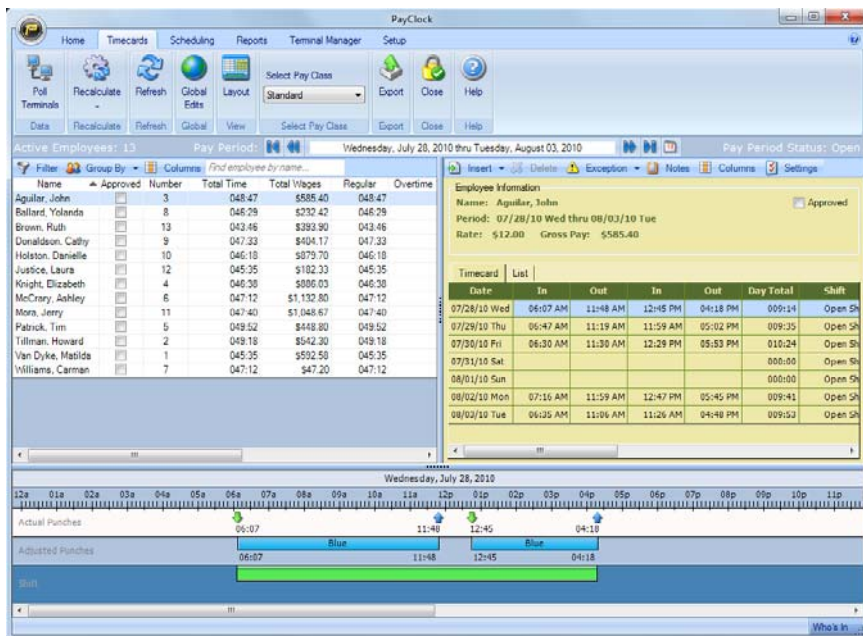 PayClock
Home Timecards Scheduling Reports Terminal Manager Setup
Poll Terminals Recalculate Refresh Global Edits Layout Select Pay Class Standard Export Close Help
Data Recalculate Refresh Global View Select Pay Class Export Close Help
Active Employees: 13 Pay Period: Wednesday, July 28, 2010 thru Tuesday, August 03, 2010 Pay Period Status: Open
Filter Group By Columns Find employee by name...
Name Approved Number Total Time Total Wages Regular Overtime
Aguilar, John 3 048:47 $585.40 048:47
Ballard, Yolanda 8 046:29 $232.42 046:29
Brown, Ruth 13 043:46 $393.90 043:46
Donaldson, Cathy 9 047:33 $404.17 047:33
Holston, Danielle 10 046:18 $879.70 046:18
Justice, Laura 12 045:35 $182.33 045:35
Knight, Elizabeth 4 046:38 $886.03 046:38
McCrary, Ashley 6 047:12 $1,132.80 047:12
Mora, Jerry 11 047:40 $1,048.67 047:40
Patrick, Tim 5 049:52 $448.80 049:52
Tillman, Howard 2 049:18 $542.30 049:18
Van Dyke, Matilda 1 045:35 $592.58 045:35
Williams, Carman 7 047:12 $47.20 047:12
Insert Delete Exception Notes Columns Settings
Employee Information
Name: Aguilar, John Approved
Period: 07/28/10 Wed thru 08/03/10 Tue
Rate: $12.00 Gross Pay: $585.40
Timecard List
Date In Out In Out Day Total Shift
07/28/10 Wed 06:07 AM 11:48 AM 12:45 PM 04:18 PM 009:14 Open Sh
07/29/10 Thu 06:47 AM 11:19 AM 11:59 AM 05:02 PM 009:35 Open Sh
07/30/10 Fri 06:30 AM 11:30 AM 12:29 PM 05:53 PM 010:24 Open Sh
07/31/10 Sat 000:00 Open Sh
08/01/10 Sun 000:00 Open Sh
08/02/10 Mon 07:16 AM 11:59 AM 12:47 PM 05:45 PM 009:41 Open Sh
08/03/10 Tue 06:35 AM 11:06 AM 11:26 AM 04:48 PM 009:53 Open Sh
Wednesday, July 28, 2010
12a 01a 02a 03a 04a 05a 06a 07a 08a 09a 10a 11a 12p 01p 02p 03p 04p 05p 06p 07p 08p 09p 10p 11p
Actual Punches 06:07 11:48 12:45 04:18
Adjusted Punches Blue Blue
06:07 11:48 12:45 04:18
Shift
Who's In